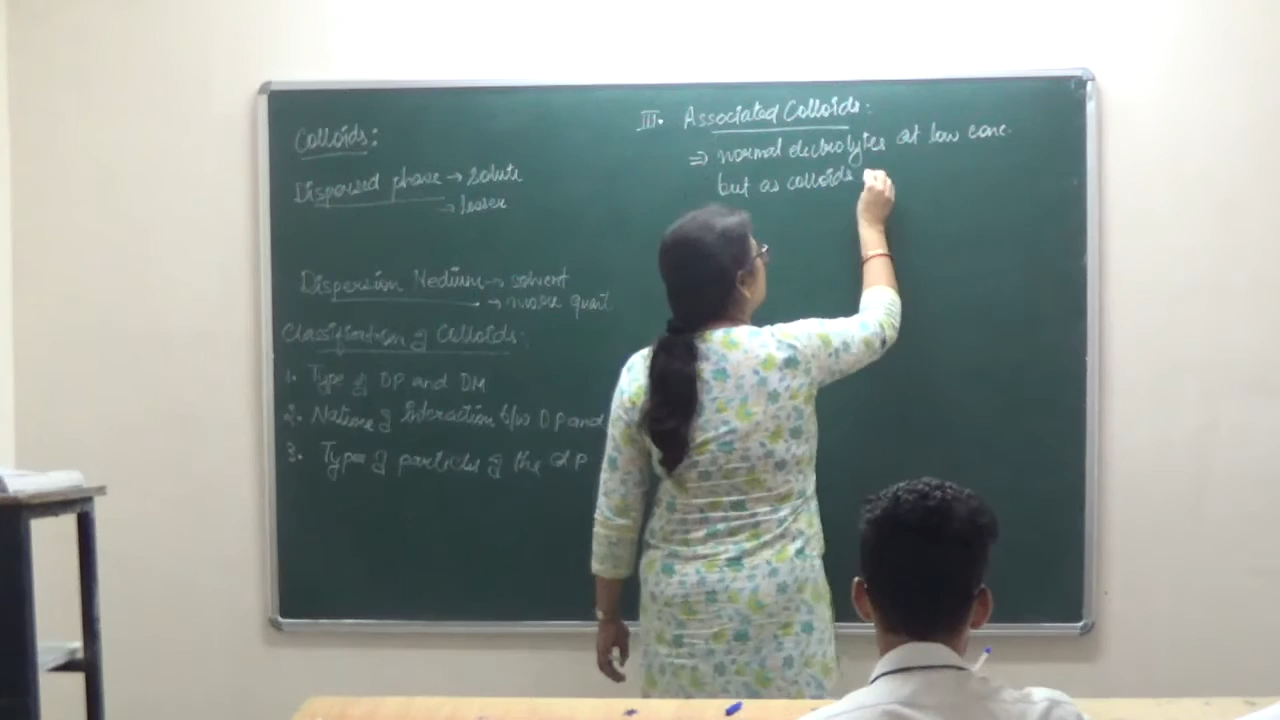 Colloids:
Dispersed phase → solute
→ lesser
Dispersion Medium → solvent
→ more quant
Classification of Colloids:
1. Type of DP and DM
2. Nature of interaction b/w DP and
3. Type of particles of the DP
III. Associated Colloids:
⇒ normal electrolytes at low conc.
but as colloids